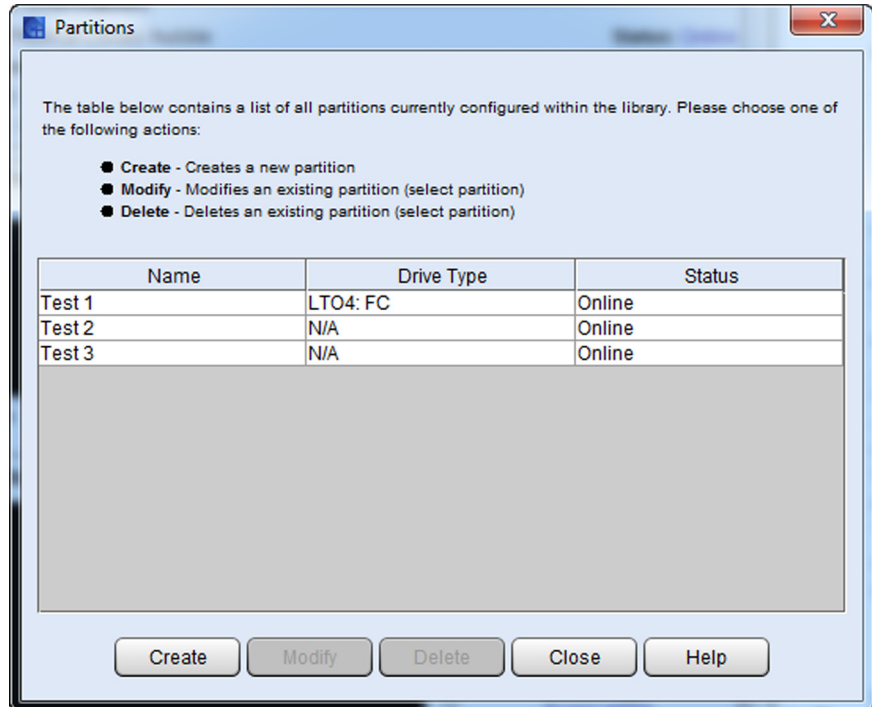 Partitions
The table below contains a list of all partitions currently configured within the library. Please choose one of
the following actions:
Create - Creates a new partition
Modify - Modifies an existing partition (select partition)
Delete - Deletes an existing partition (select partition)
Name Drive Type Status
Test 1 LTO4: FC Online
Test 2 N/A Online
Test 3 N/A Online
Create Modify Delete Close Help